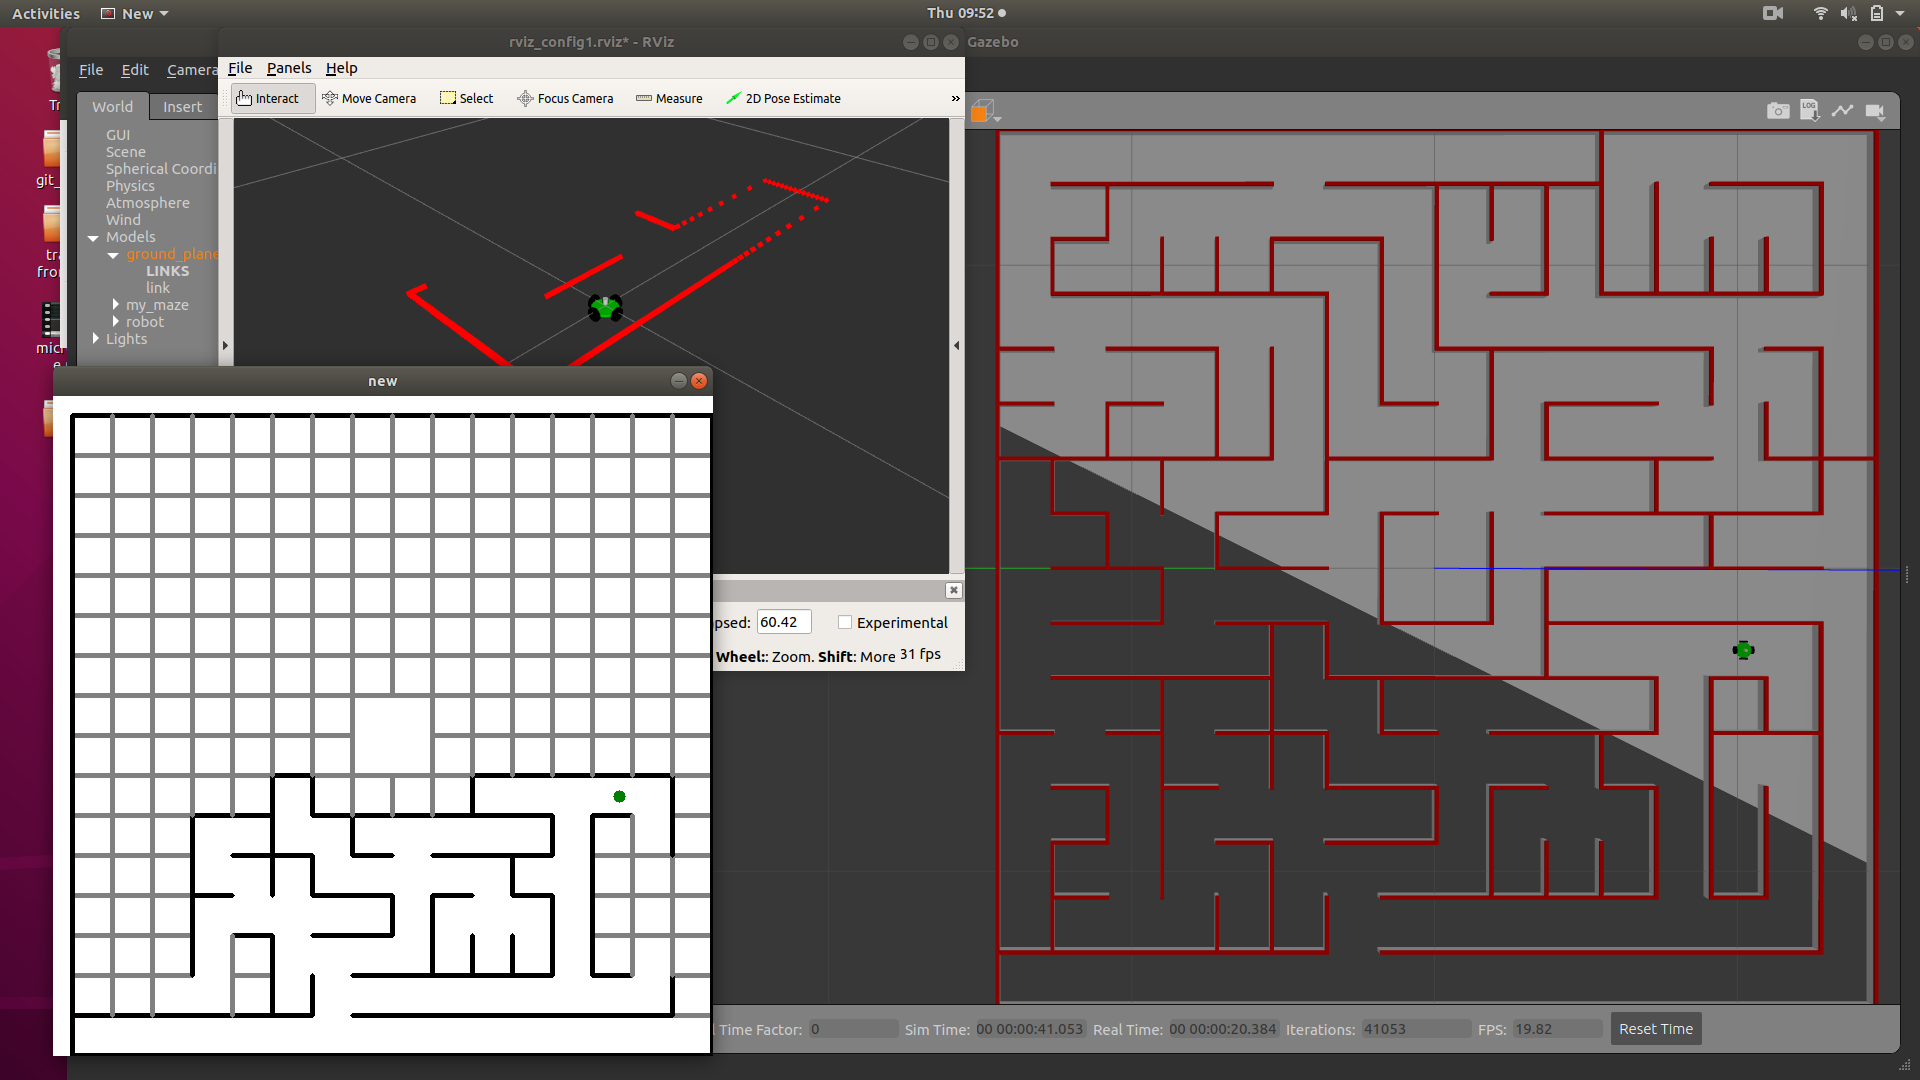 Activities New Thu 09:52
rviz_config1.rviz* - RViz
Gazebo
File Edit Camera
File Panels Help
Interact Move Camera Select Focus Camera Measure 2D Pose Estimate »
World Insert
LOG
GUI
Scene
Spherical Coordi
Physics
Atmosphere
Wind
Models
ground_plane
LINKS
link
my_maze
robot
Lights
Tr
git_
tra
fror
micr
e
new
psed: 60.42 Experimental
Wheel:: Zoom. Shift: More 31 fps
Time Factor: 0 Sim Time: 00 00:00:41.053 Real Time: 00 00:00:20.384 Iterations: 41053 FPS: 19.82 Reset Time